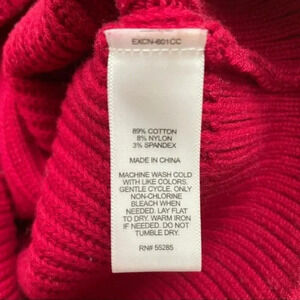 EXCN-601CC
89% COTTON
8% NYLON
3% SPANDEX
MADE IN CHINA
MACHINE WASH COLD
WITH LIKE COLORS.
GENTLE CYCLE. ONLY
NON-CHLORINE
BLEACH WHEN
NEEDED. LAY FLAT
TO DRY. WARM IRON
IF NEEDED. DO NOT
TUMBLE DRY
RN# 55285